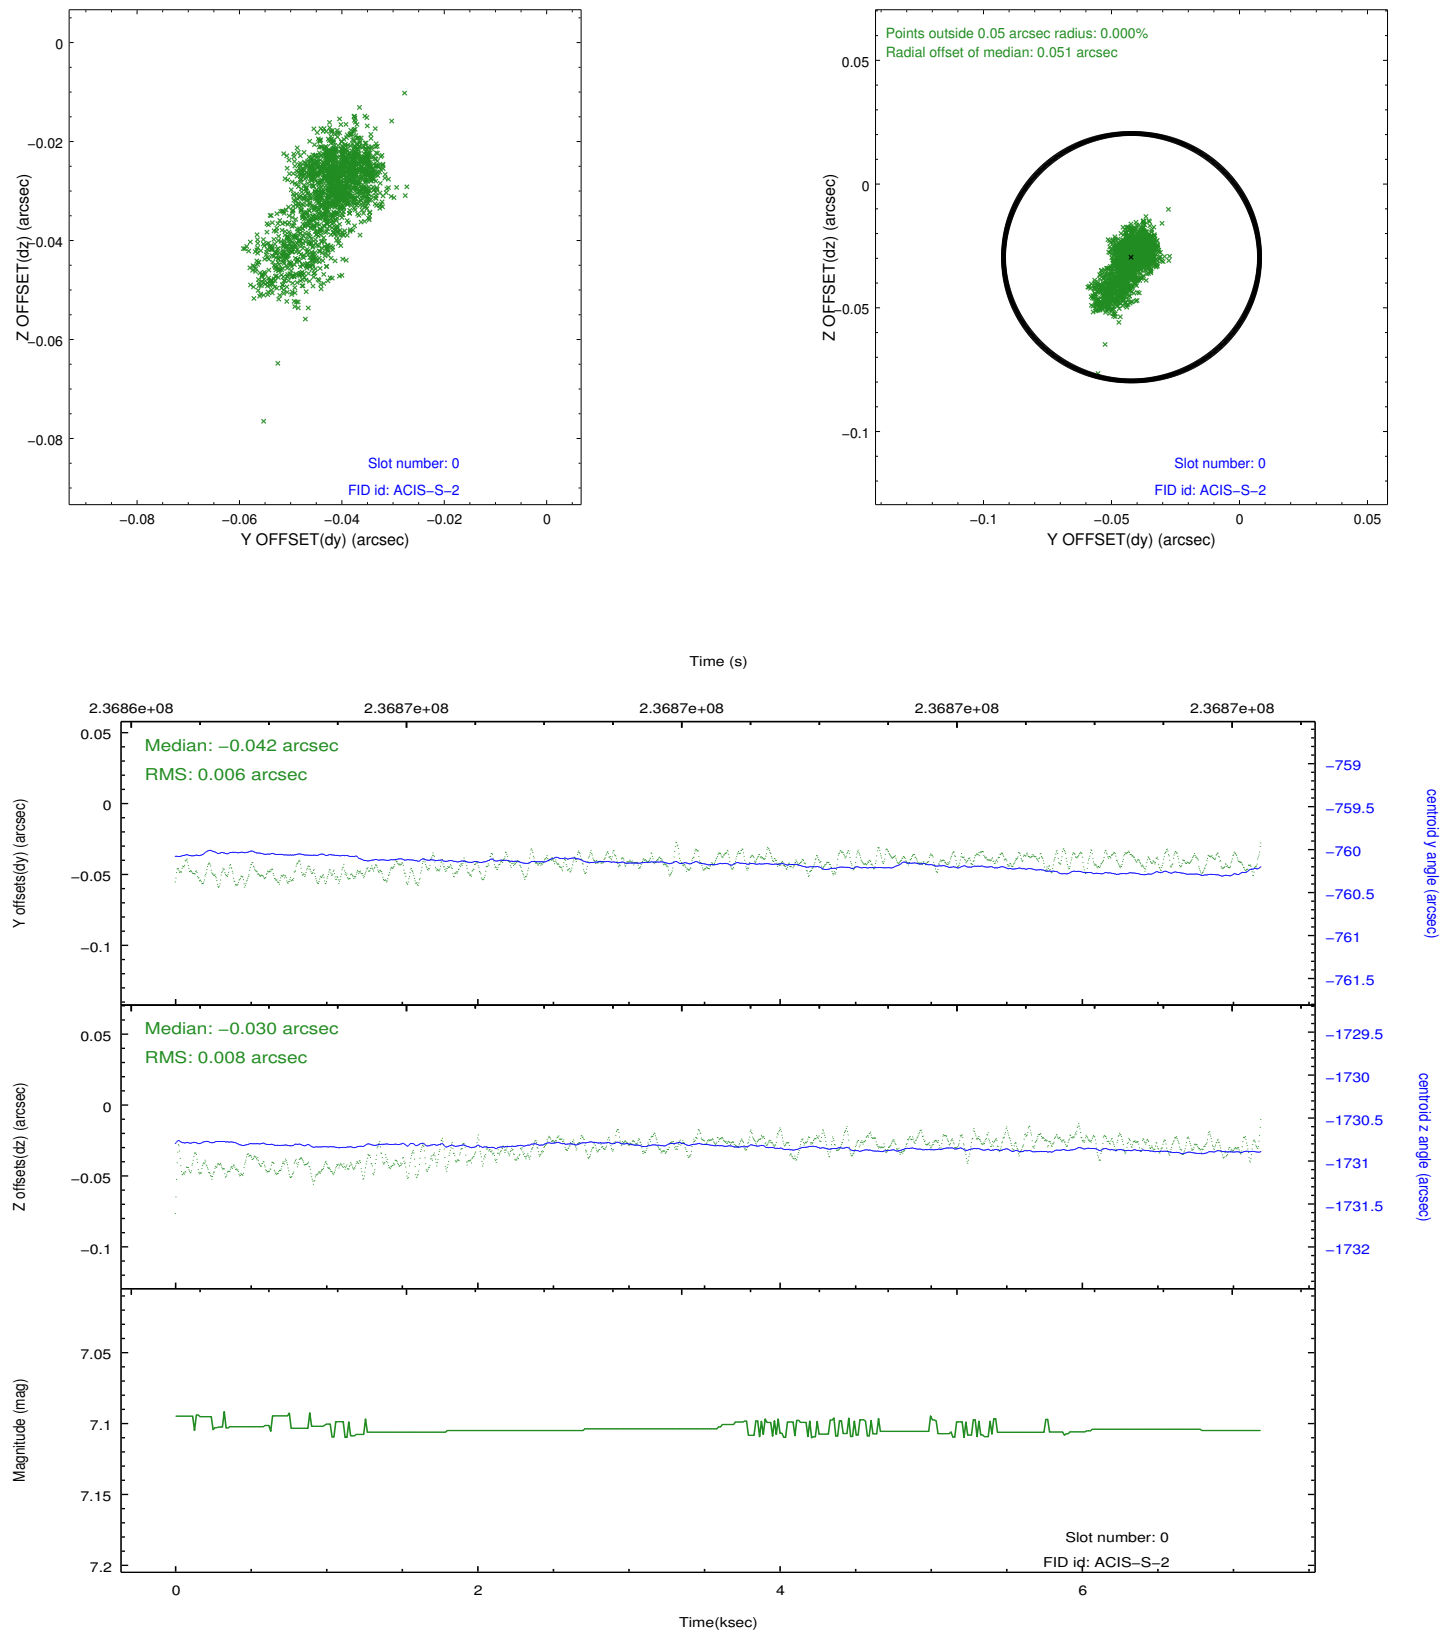 0
−0.02
−0.04
−0.06
−0.08
Z OFFSET(dz) (arcsec)
Slot number: 0
FID id: ACIS−S−2
−0.08 −0.06 −0.04 −0.02 0
Y OFFSET(dy) (arcsec)
Points outside 0.05 arcsec radius: 0.000%
Radial offset of median: 0.051 arcsec
0.05
0
−0.05
−0.1
Z OFFSET(dz) (arcsec)
Slot number: 0
FID id: ACIS−S−2
−0.1 −0.05 0 0.05
Y OFFSET(dy) (arcsec)
Time (s)
2.3686e+08 2.3687e+08 2.3687e+08 2.3687e+08 2.3687e+08
Median: −0.042 arcsec
RMS: 0.006 arcsec
0.05
0
−0.05
−0.1
Y offsets(dy) (arcsec)
−759
−759.5
−760
−760.5
−761
−761.5
centroid y angle (arcsec)
Median: −0.030 arcsec
RMS: 0.008 arcsec
0.05
0
−0.05
−0.1
Z offsets(dz) (arcsec)
−1729.5
−1730
−1730.5
−1731
−1731.5
−1732
centroid z angle (arcsec)
7.05
7.1
7.15
7.2
Magnitude (mag)
Slot number: 0
FID id: ACIS−S−2
0 2 4 6
Time(ksec)